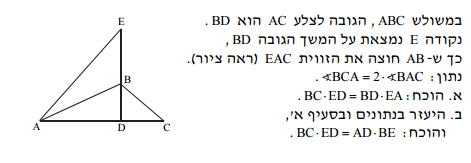 במשולש ABC, הגובה לצלע AC הוא BD.
נקודה E נמצאת על המשך הגובה BD,
כך ש-AB חוצה את הזווית EAC (ראה ציור).
נתון: ∢BCA = 2·∢BAC.
א. הוכח: BC·ED = BD·EA.
ב. היעזר בנתונים ובסעיף א',
והוכח: BC·ED = AD·BE.
E
B
A
D
C